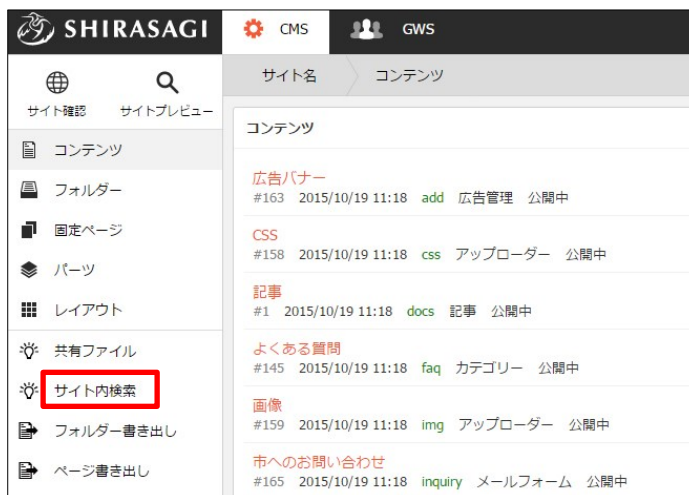 SHIRASAGI
CMS
GWS
サイト確認
サイトプレビュー
サイト名
コンテンツ
コンテンツ
フォルダー
固定ページ
パーツ
レイアウト
共有ファイル
サイト内検索
フォルダー書き出し
ページ書き出し
コンテンツ
広告バナー
#163 2015/10/19 11:18 add 広告管理 公開中
CSS
#158 2015/10/19 11:18 css アップローダー 公開中
記事
#1 2015/10/19 11:18 docs 記事 公開中
よくある質問
#145 2015/10/19 11:18 faq カテゴリー 公開中
画像
#159 2015/10/19 11:18 img アップローダー 公開中
市へのお問い合わせ
#165 2015/10/19 11:18 inquiry メールフォーム 公開中